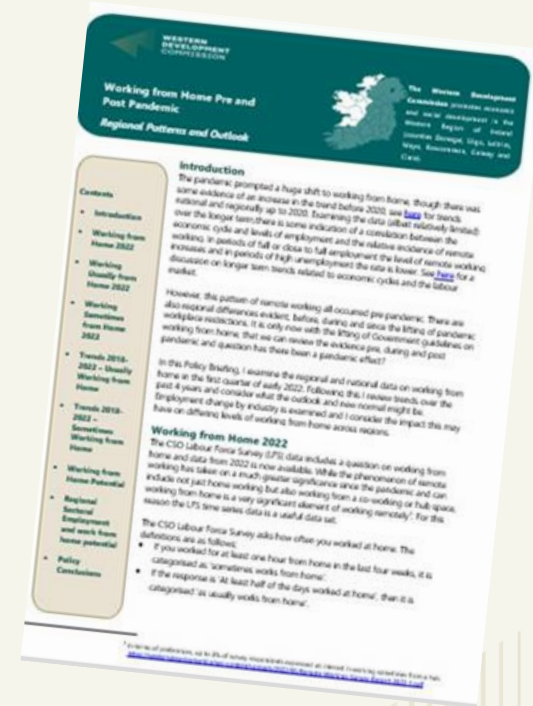 WESTERN
DEVELOPMENT
COMMISSION
Working from Home Pre and
Post Pandemic
Regional Patterns and Outlook
The Western Development
Commission promotes economic
and social development in the
Western Region of Ireland
(counties Donegal, Sligo, Leitrim,
Mayo, Roscommon, Galway and
Clare).
Contents
• Introduction
• Working from
Home 2022
• Working
Usually from
Home 2022
• Working
Sometimes
from Home
2022
• Trends 2018-
2022 – Usually
Working from
Home
• Trends 2018-
2022 –
Sometimes
Working from
Home
• Working from
Home Potential
• Regional
Sectoral
Employment
and work from
home potential
• Policy
Conclusions
Introduction
The pandemic prompted a huge shift to working from home, though there was
some evidence of an increase in the trend before 2020, see here for trends
national and regionally up to 2020. Examining the data (albeit relatively limited)
over the longer term there is some indication of a correlation between the
economic cycle and levels of employment and the relative incidence of remote
working. In periods of full or close to full employment the level of remote working
increases and in periods of high unemployment the rate is lower. See here for a
discussion on longer term trends related to economic cycles and the labour
market.
However, this pattern of remote working all occurred pre pandemic. There are
also regional differences evident, before, during and since the lifting of pandemic
workplace restrictions. It is only now with the lifting of Government guidelines on
working from home, that we can review the evidence pre, during and post
pandemic and question has there been a pandemic effect?
In this Policy Briefing, I examine the regional and national data on working from
home in the first quarter of early 2022. Following this I review trends over the
past 4 years and consider what the outlook and new normal might be.
Employment change by industry is examined and I consider the impact this may
have on differing levels of working from home across regions.
Working from Home 2022
The CSO Labour Force Survey (LFS) data includes a question on working from
home and data from 2022 is now available. While the phenomenon of remote
working has taken on a much greater significance since the pandemic and can
include not just home working but also working from a co-working or hub space,
working from home is a very significant element of working remotely¹. For this
reason the LFS time series data is a useful data set.
The CSO Labour Force Survey asks how often you worked at home. The
definitions are as follows:
• If you worked for at least one hour from home in the last four weeks, it is
categorised as 'sometimes works from home'.
• If the response is 'At least half of the days worked at home', then it is
categorised 'as usually works from home'.